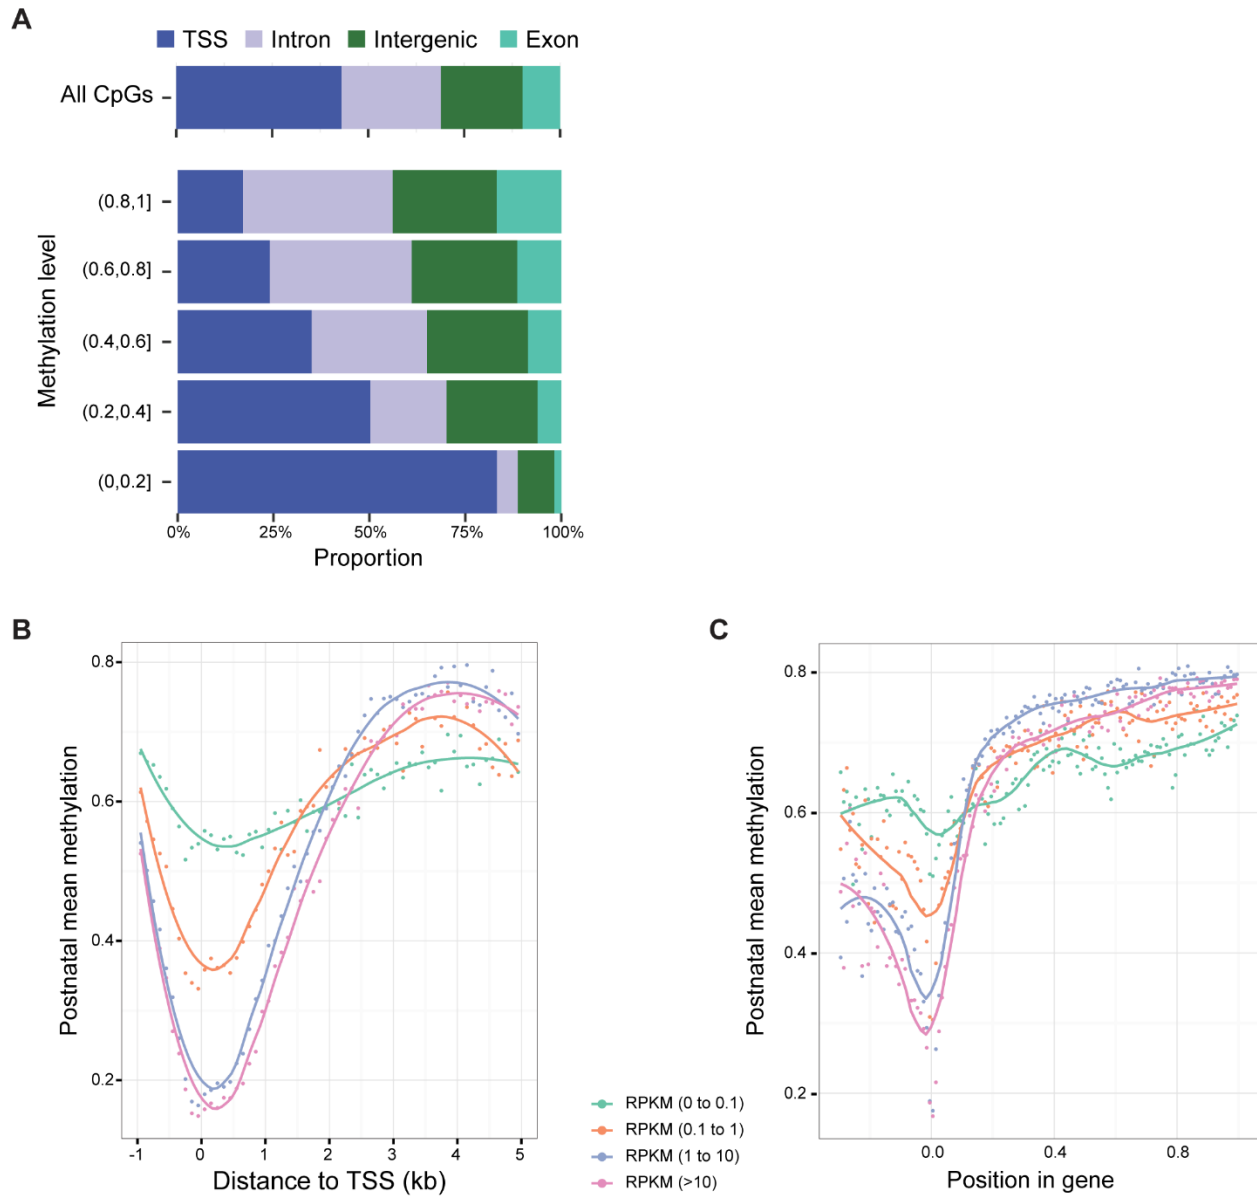 A
TSS Intron Intergenic Exon
All CpGs
Methylation level
(0.8,1]
(0.6,0.8]
(0.4,0.6]
(0.2,0.4]
(0,0.2]
0% 25% 50% 75% 100%
Proportion
B
Postnatal mean methylation
0.8
0.6
0.4
0.2
-1 0 1 2 3 4 5
Distance to TSS (kb)
RPKM (0 to 0.1)
RPKM (0.1 to 1)
RPKM (1 to 10)
RPKM (>10)
C
Postnatal mean methylation
0.8
0.6
0.4
0.2
0.0 0.4 0.8
Position in gene